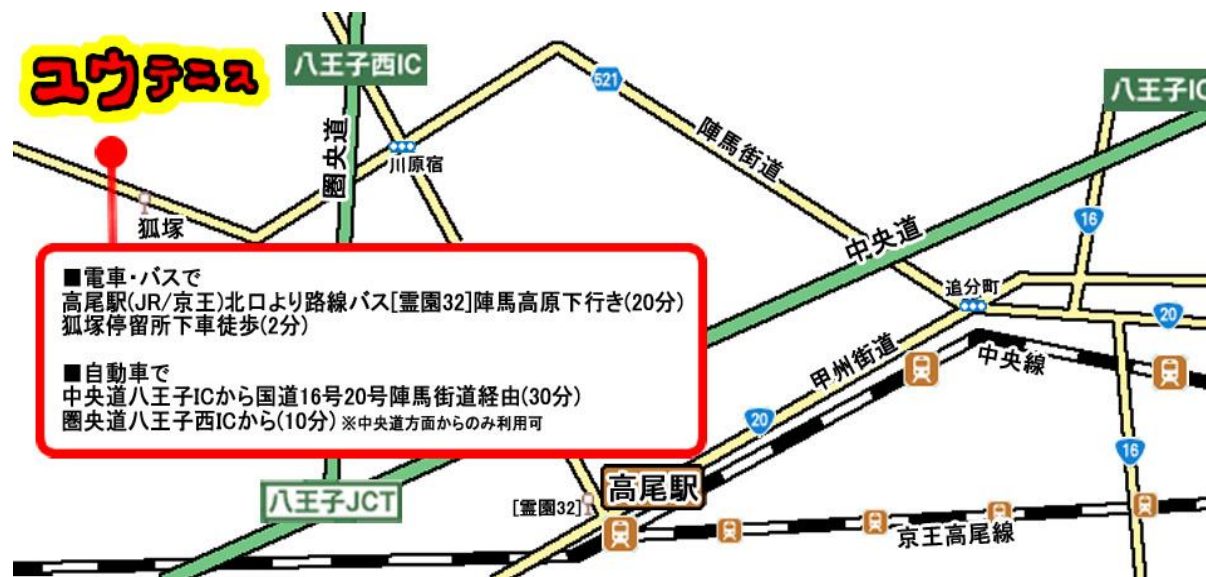 ユウテニス
八王子西IC
八王子IC
521
圏央道
川原宿
陣馬街道
狐塚
中央道
16
追分町
20
■電車・バスで
高尾駅(JR/京王)北口より路線バス[霊園32]陣馬高原下行き(20分)
狐塚停留所下車徒歩(2分)
■自動車で
中央道八王子ICから国道16号20号陣馬街道経由(30分)
圏央道八王子西ICから(10分)※中央道方面からのみ利用可
甲州街道
中央線
20
16
八王子JCT
[霊園32]
高尾駅
京王高尾線